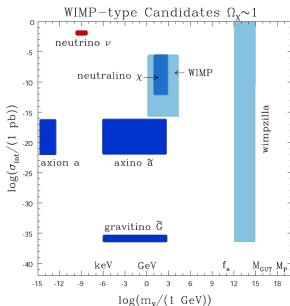 WIMP-type Candidates Ω_χ~1
0
neutrino ν
-5
neutralino χ
WIMP
-10
-15
-20
axion a
axino ã
wimpzilla
-25
-30
gravitino G̃
-35
-40
keV GeV f_a M_GUT M_P
-15 -12 -9 -6 -3 0 3 6 9 12 15 18
log(m_χ/(1 GeV)
log(σ_int/(1 pb)